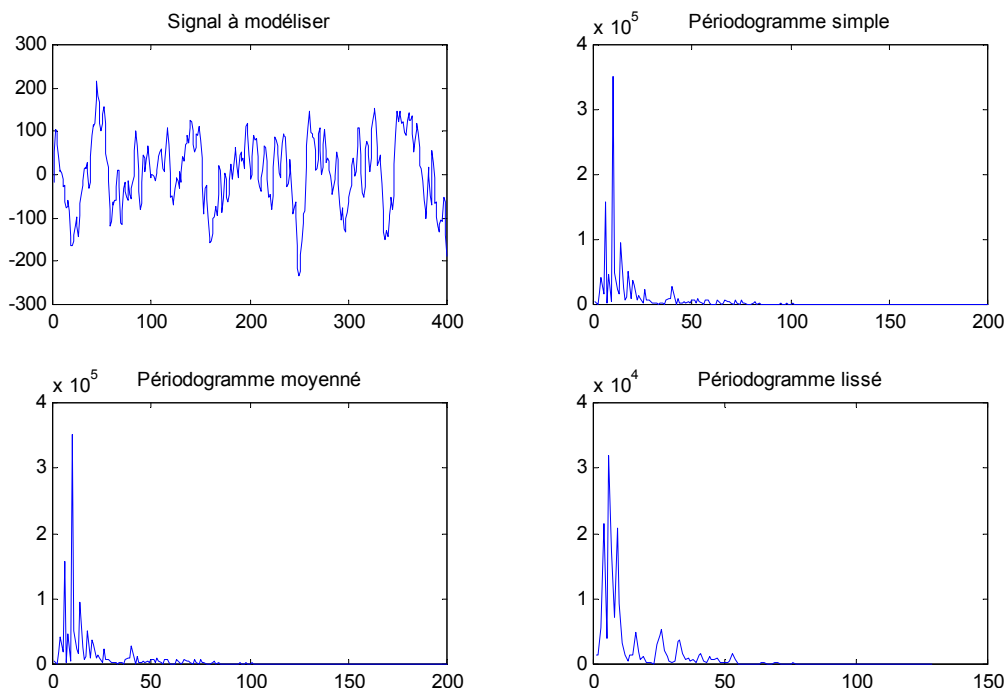 Signal à modéliser
300
200
100
0
-100
-200
-300
0 100 200 300 400
Périodogramme simple
x 10^5
4
3
2
1
0
0 50 100 150 200
Périodogramme moyenné
x 10^5
4
3
2
1
0
0 50 100 150 200
Périodogramme lissé
x 10^4
4
3
2
1
0
0 50 100 150